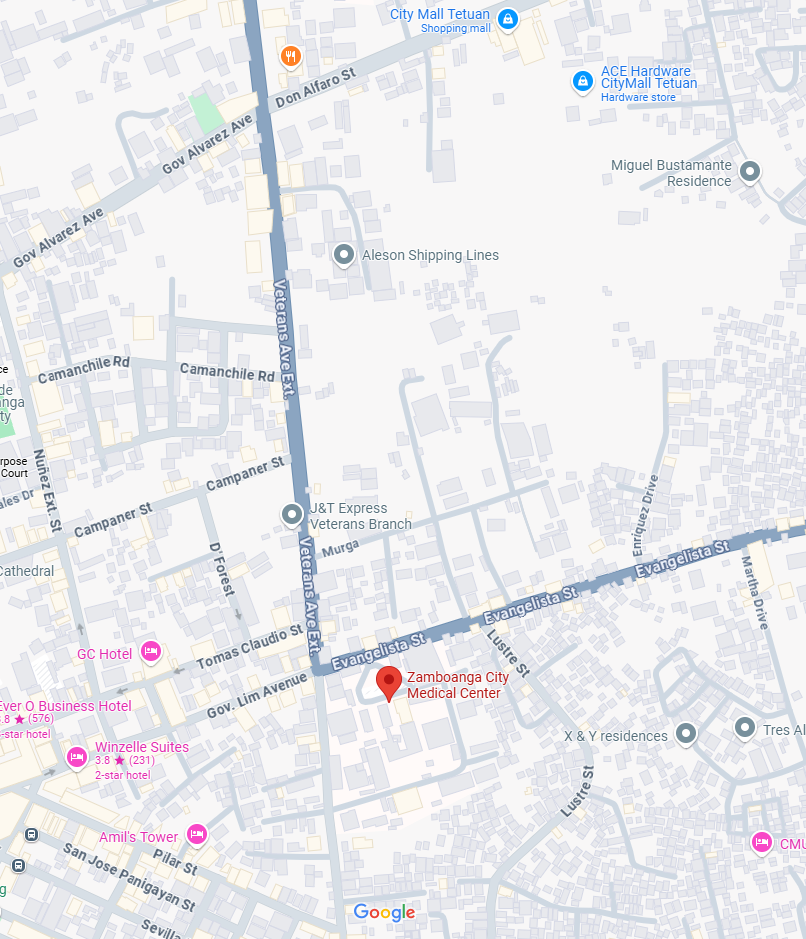 City Mall Tetuan
Shopping mall
Don Alfaro St
ACE Hardware
CityMall Tetuan
Hardware store
Gov Alvarez Ave
Miguel Bustamante
Residence
Gov Alvarez Ave
Aleson Shipping Lines
Veterans Ave Ext.
Camanchile Rd
Camanchile Rd
ce
de
anga
ty
rpose
Court
Nuñez Ext. St
Campaner St
ales Dr
Campaner St
J&T Express
Veterans Branch
Murga
Enriquez Drive
Evangelista St
Cathedral
D'Forest
Veterans Ave Ext.
Martha Drive
Evangelista St
Tomas Claudio St
Evangelista St
Lustre St
GC Hotel
Zamboanga City
Medical Center
Gov. Lim Avenue
Ever O Business Hotel
3.8 ★ (576)
-star hotel
X & Y residences
Tres Al
Winzelle Suites
3.8 ★ (231)
2-star hotel
Lustre St
Amil's Tower
CMU
San Jose Panigayan St
Pilar St
g
Google
Sevilla